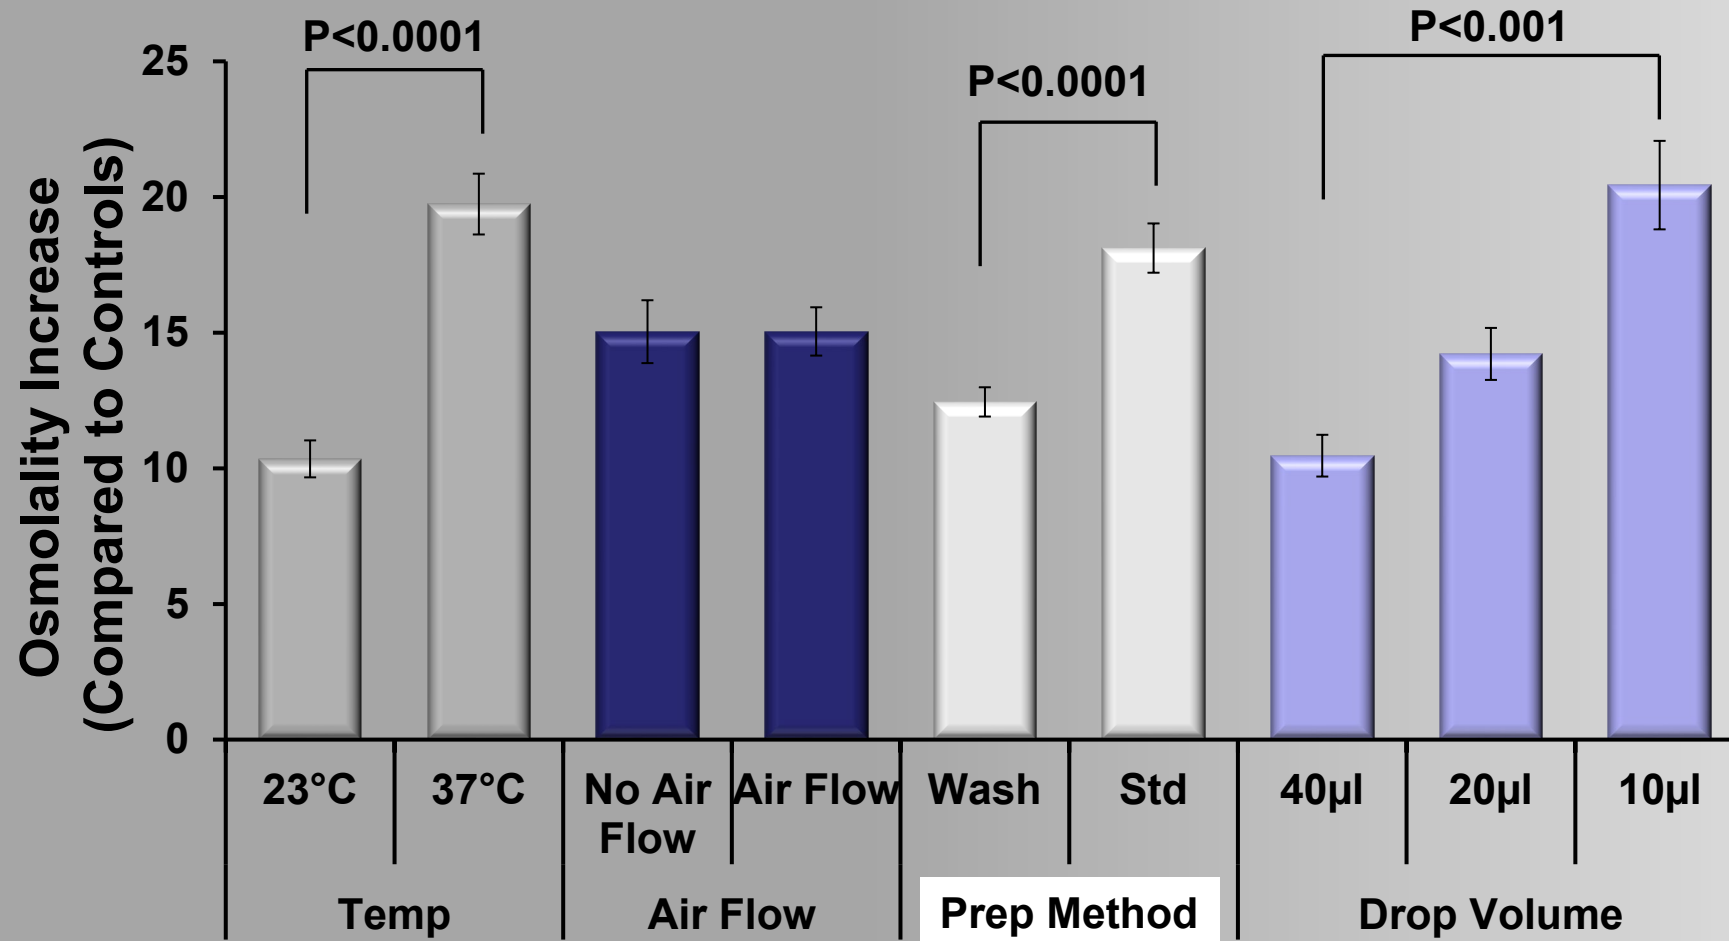 P<0.0001
P<0.0001
P<0.001
Osmolality Increase
(Compared to Controls)
25
20
15
10
5
0
23°C
37°C
No Air
Flow
Air Flow
Wash
Std
40µl
20µl
10µl
Temp
Air Flow
Prep Method
Drop Volume